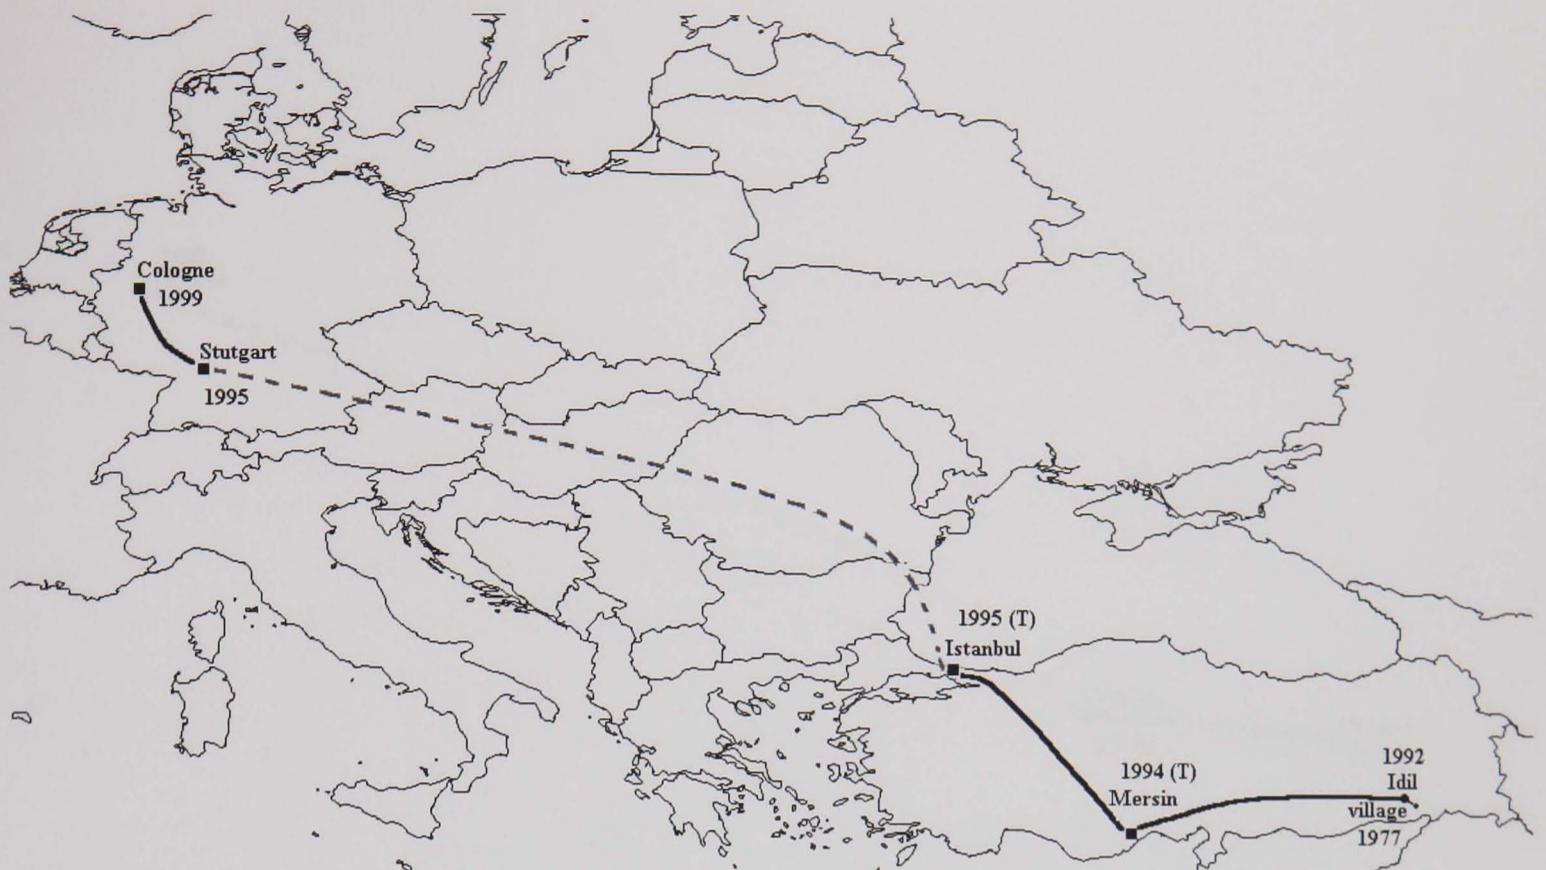 Cologne
1999
Stutgart
1995
1995 (T)
Istanbul
1994 (T)
Mersin
1992
Idil
village
1977